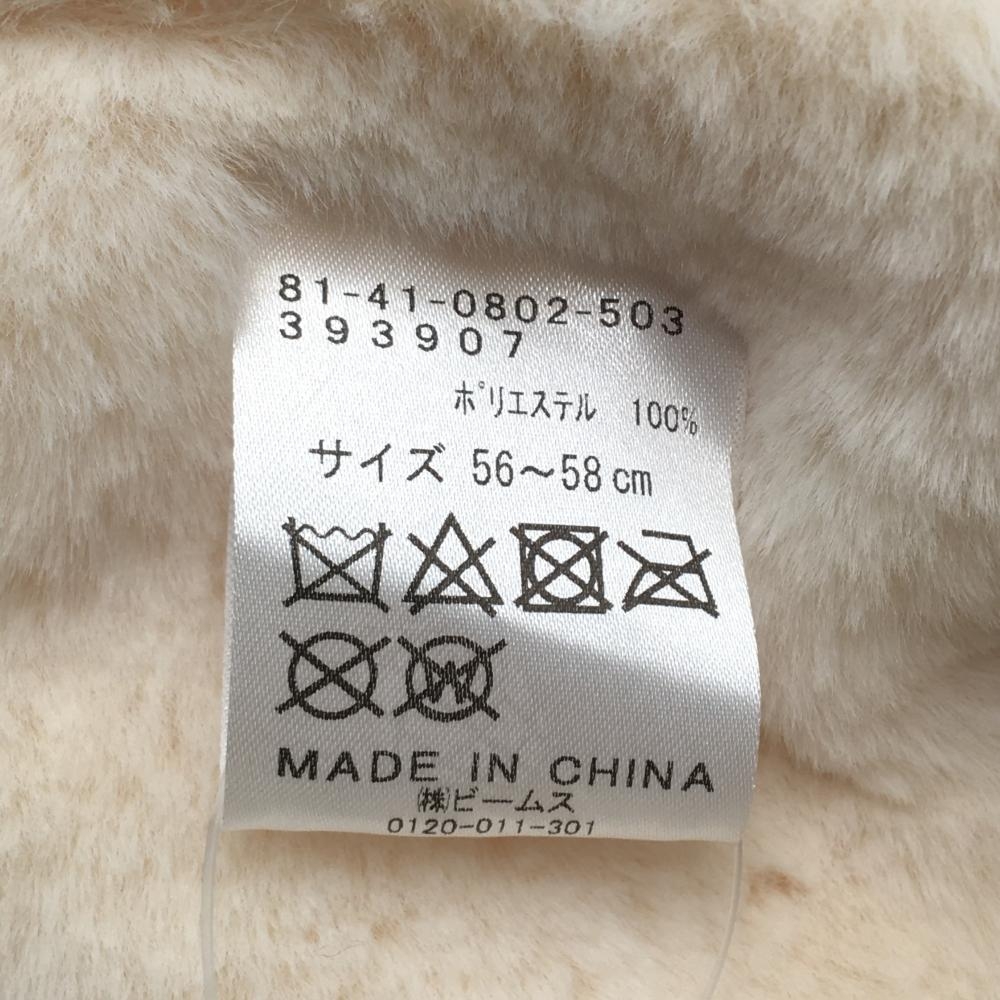 81-41-0802-503
393907
ﾎﾟﾘｴｽﾃﾙ 100%
サイズ 56～58cm
W
MADE IN CHINA
㈱ビームス
0120-011-301